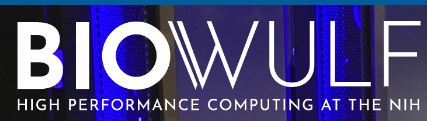 BIOWULF
HIGH PERFORMANCE COMPUTING AT THE NIH